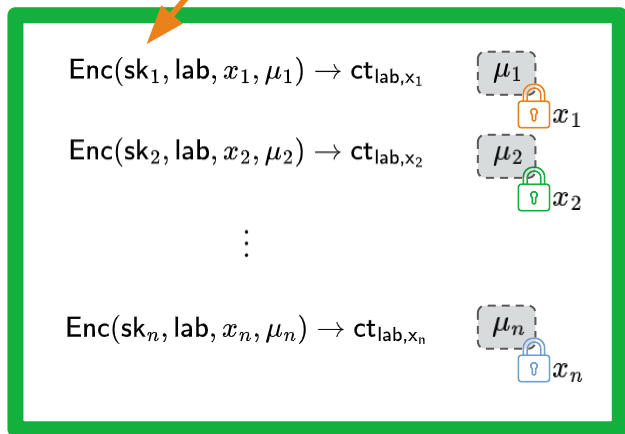 Enc(sk₁, lab, x₁, μ₁) → ct_lab,x₁ μ₁
x₁
Enc(sk₂, lab, x₂, μ₂) → ct_lab,x₂ μ₂
x₂
⋮
Enc(skₙ, lab, xₙ, μₙ) → ct_lab,xₙ μₙ
xₙ